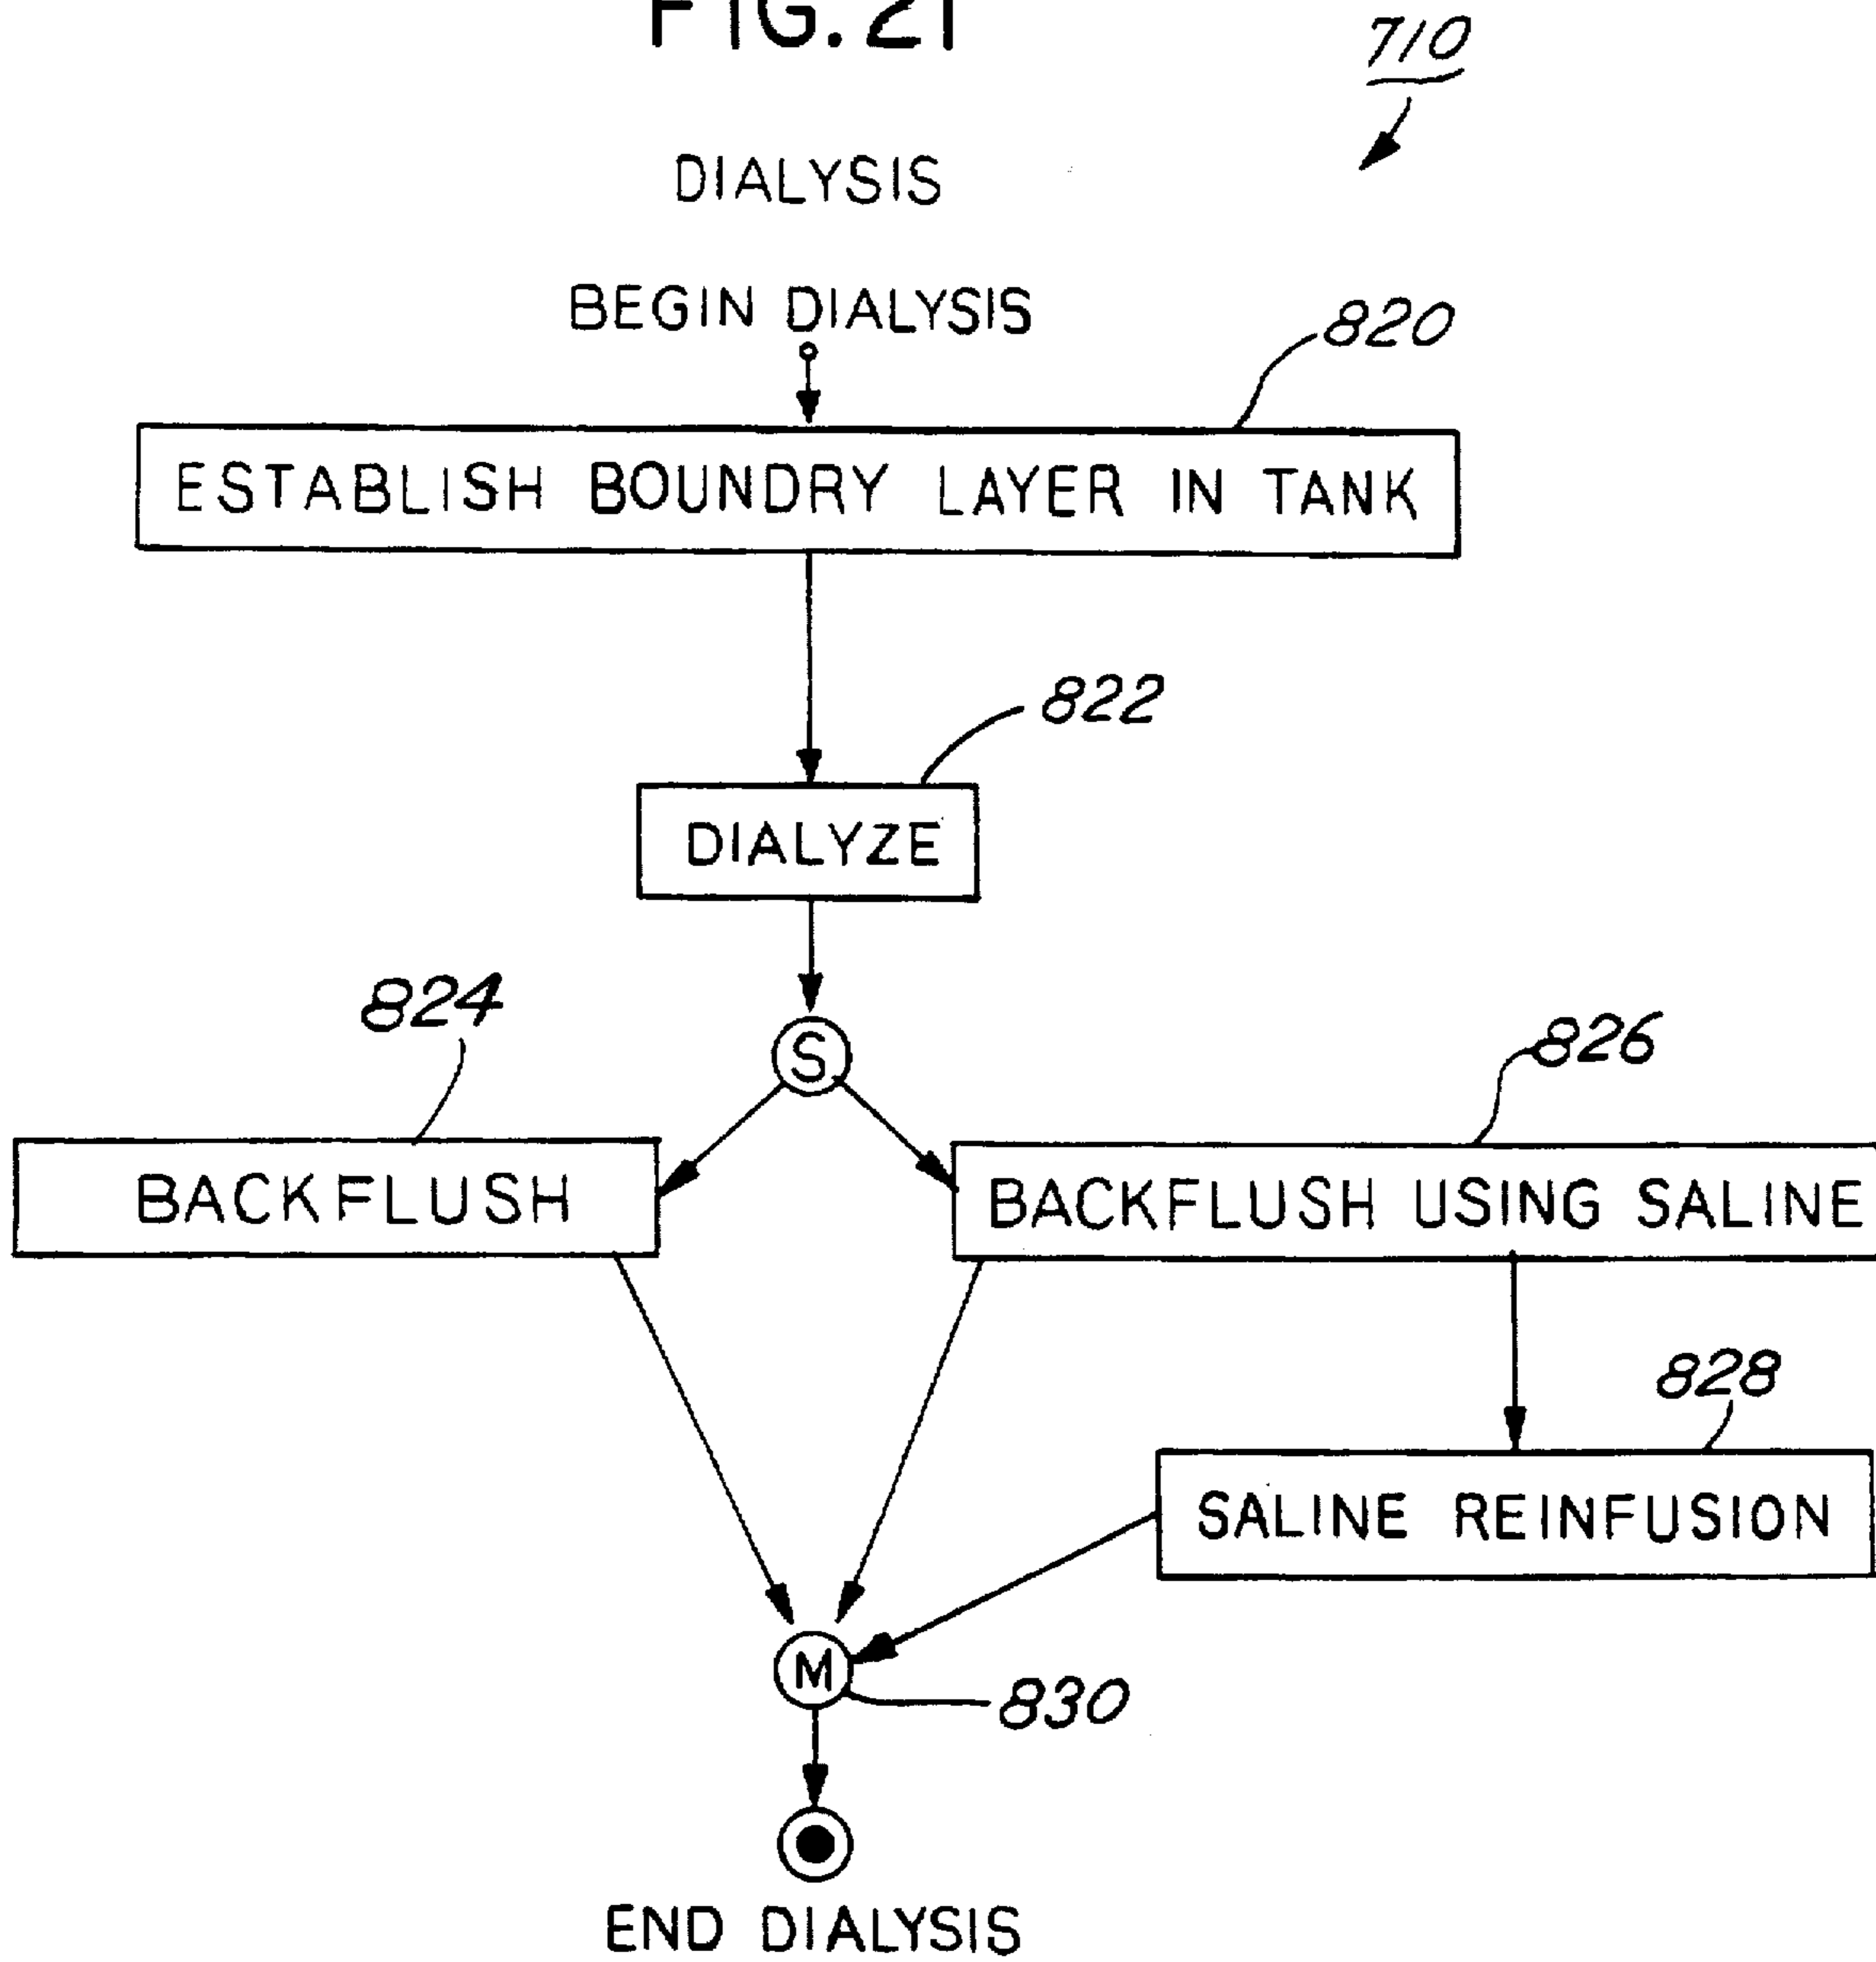 FIG. 21
710
DIALYSIS
BEGIN DIALYSIS
820
ESTABLISH BOUNDRY LAYER IN TANK
822
DIALYZE
824
S
826
BACKFLUSH
BACKFLUSH USING SALINE
828
SALINE REINFUSION
M
830
END DIALYSIS